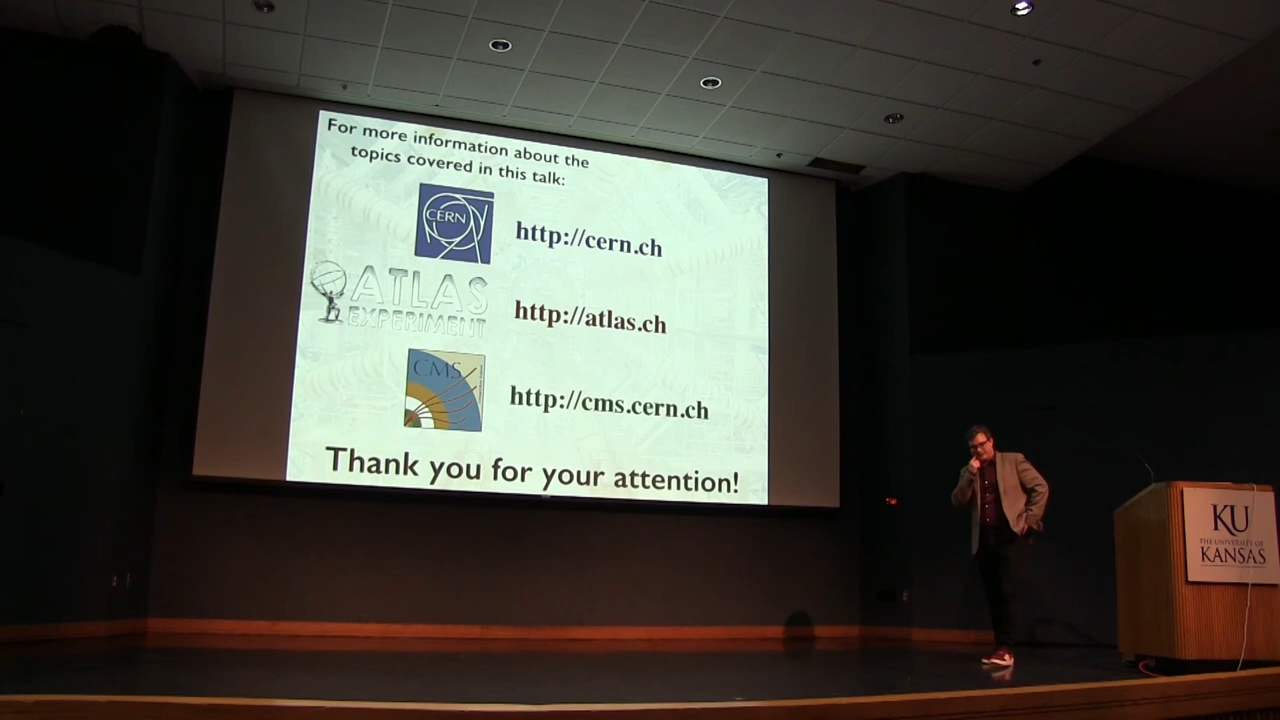 For more information about the
topics covered in this talk:
CERN
http://cern.ch
ATLAS
EXPERIMENT
http://atlas.ch
CMS
http://cms.cern.ch
Thank you for your attention!
KU
THE UNIVERSITY OF
KANSAS